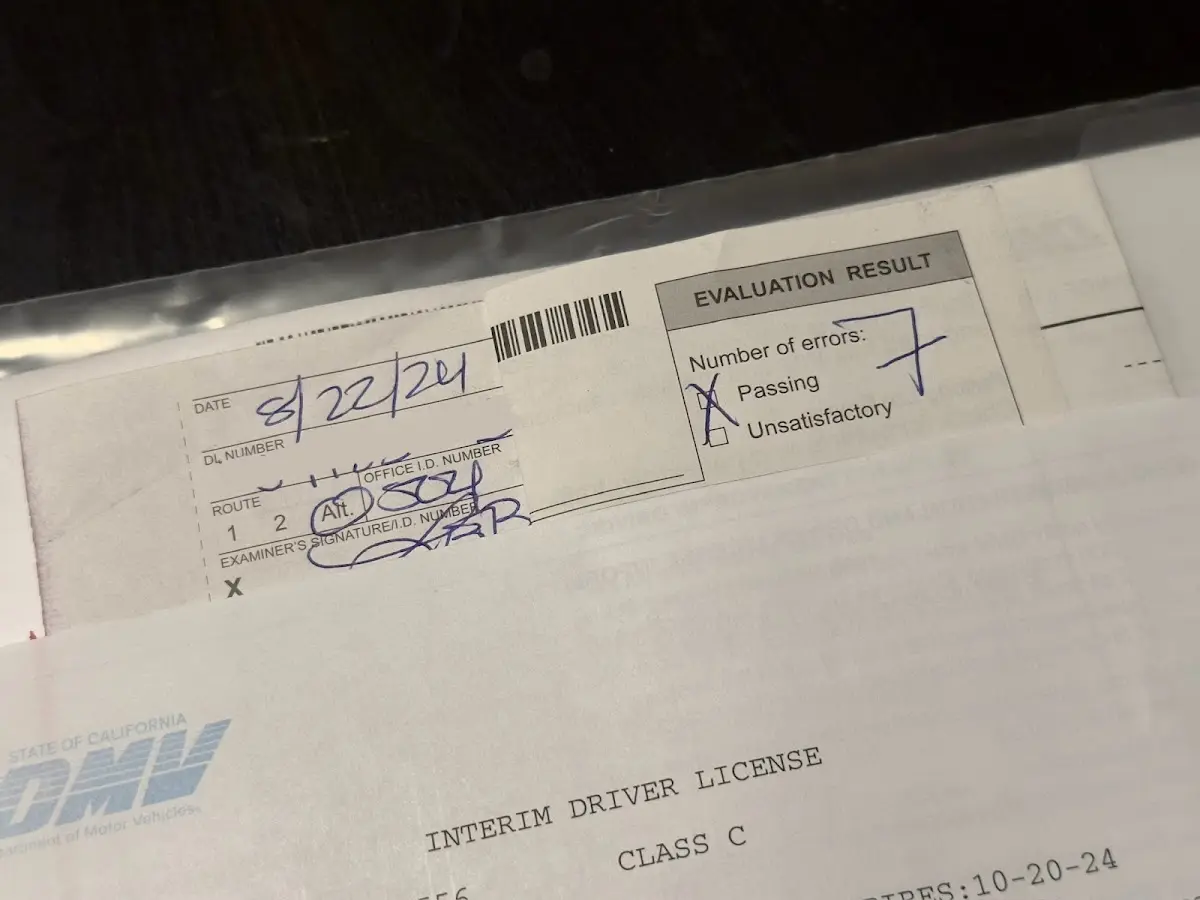 EVALUATION RESULT
Number of errors: 7
X Passing
Unsatisfactory
DATE 8/22/24
DL NUMBER
ROUTE
OFFICE I.D. NUMBER
1 2 Alt.
EXAMINER'S SIGNATURE/I.D. NUMBER
X
STATE OF CALIFORNIA
DMV
Department of Motor Vehicles
INTERIM DRIVER LICENSE
CLASS C
10-20-24